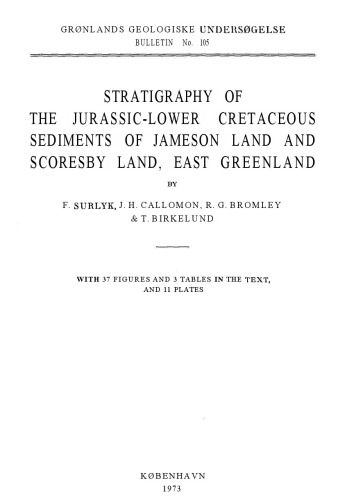 GRØNLANDS GEOLOGISKE UNDERSØGELSE
BULLETIN No. 105
STRATIGRAPHY OF
THE JURASSIC-LOWER CRETACEOUS
SEDIMENTS OF JAMESON LAND AND
SCORESBY LAND, EAST GREENLAND
BY
F. SURLYK, J. H. CALLOMON, R. G. BROMLEY
& T. BIRKELUND
WITH 37 FIGURES AND 3 TABLES IN THE TEXT,
AND 11 PLATES
KØBENHAVN
1973